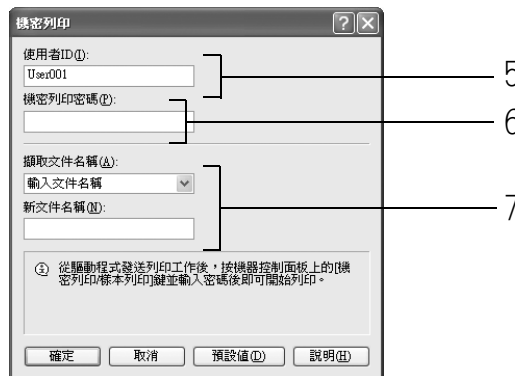 機密列印
使用者ID(I):
User001
5
機密列印密碼(P):
6
擷取文件名稱(A):
輸入文件名稱
7
新文件名稱(N):
從驅動程式發送列印工作後，按機器控制面板上的[機
密列印/樣本列印]鍵並輸入密碼後即可開始列印。
確定 取消 預設值(D) 說明(H)